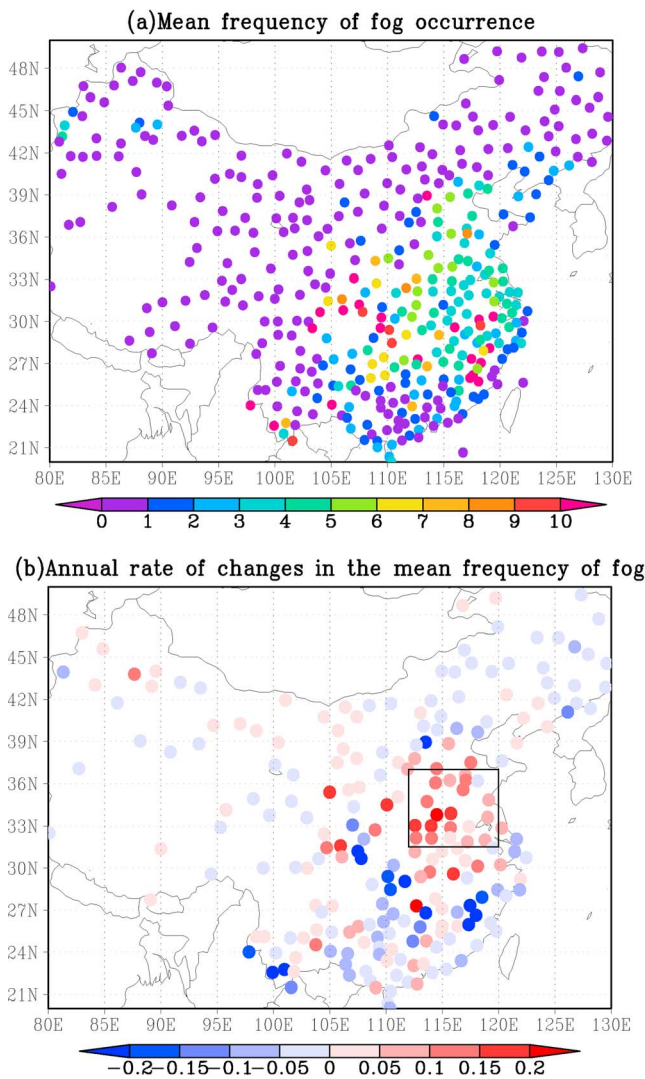 (a)Mean frequency of fog occurrence
48N
45N
42N
39N
36N
33N
30N
27N
24N
21N
80E 85E 90E 95E 100E 105E 110E 115E 120E 125E 130E
0 1 2 3 4 5 6 7 8 9 10
(b)Annual rate of changes in the mean frequency of fog
48N
45N
42N
39N
36N
33N
30N
27N
24N
21N
80E 85E 90E 95E 100E 105E 110E 115E 120E 125E 130E
-0.2 -0.15 -0.1 -0.05 0 0.05 0.1 0.15 0.2